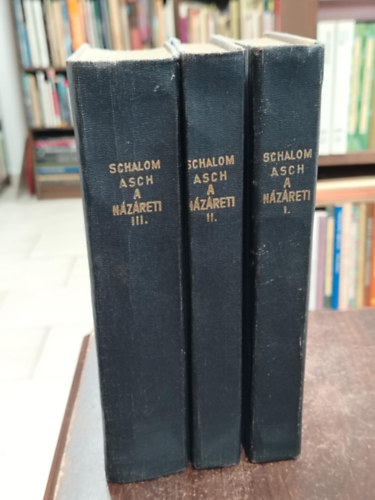 SCHALOM
ASCH
A
NÁZÁRETI
III.
SCHALOM
ASCH
A
NÁZÁRETI
II.
SCHALOM
ASCH
A
NÁZÁRETI
I.